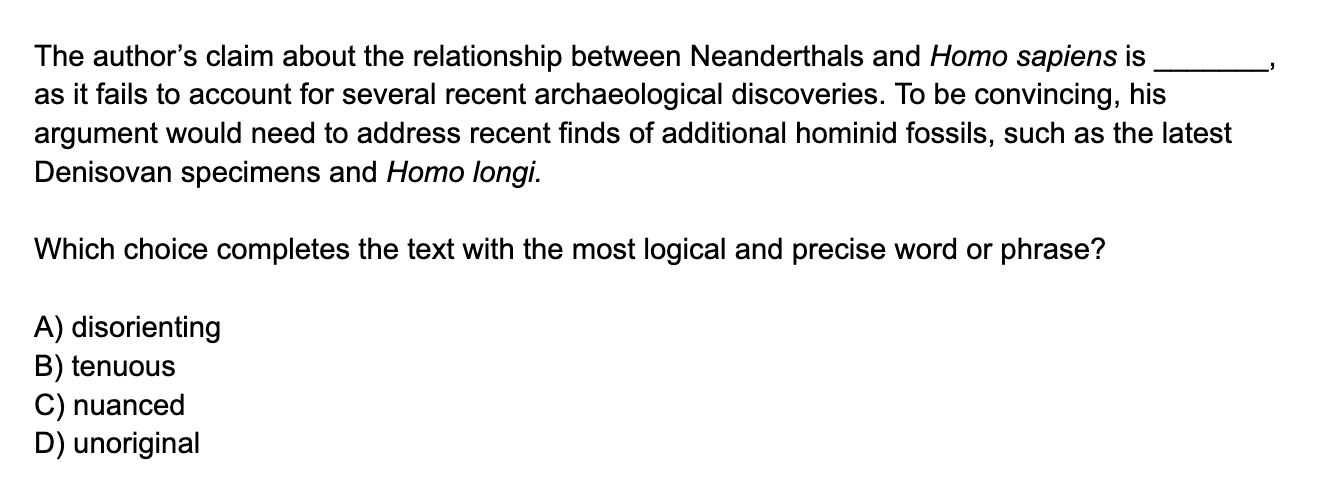 The author’s claim about the relationship between Neanderthals and Homo sapiens is _______,
as it fails to account for several recent archaeological discoveries. To be convincing, his
argument would need to address recent finds of additional hominid fossils, such as the latest
Denisovan specimens and Homo longi.
Which choice completes the text with the most logical and precise word or phrase?
A) disorienting
B) tenuous
C) nuanced
D) unoriginal